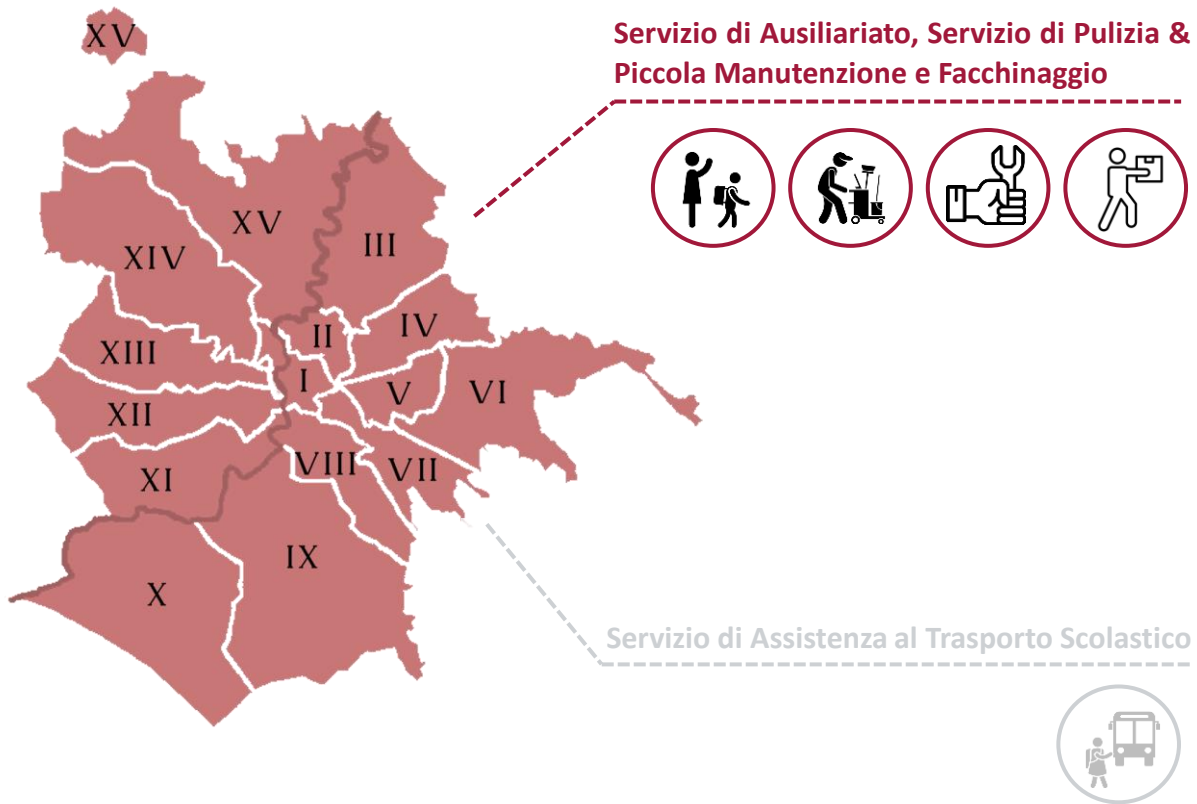 XV
Servizio di Ausiliariato, Servizio di Pulizia &
Piccola Manutenzione e Facchinaggio
XV
III
XIV
II
IV
XIII
I
V
VI
XII
VIII
VII
XI
IX
X
Servizio di Assistenza al Trasporto Scolastico